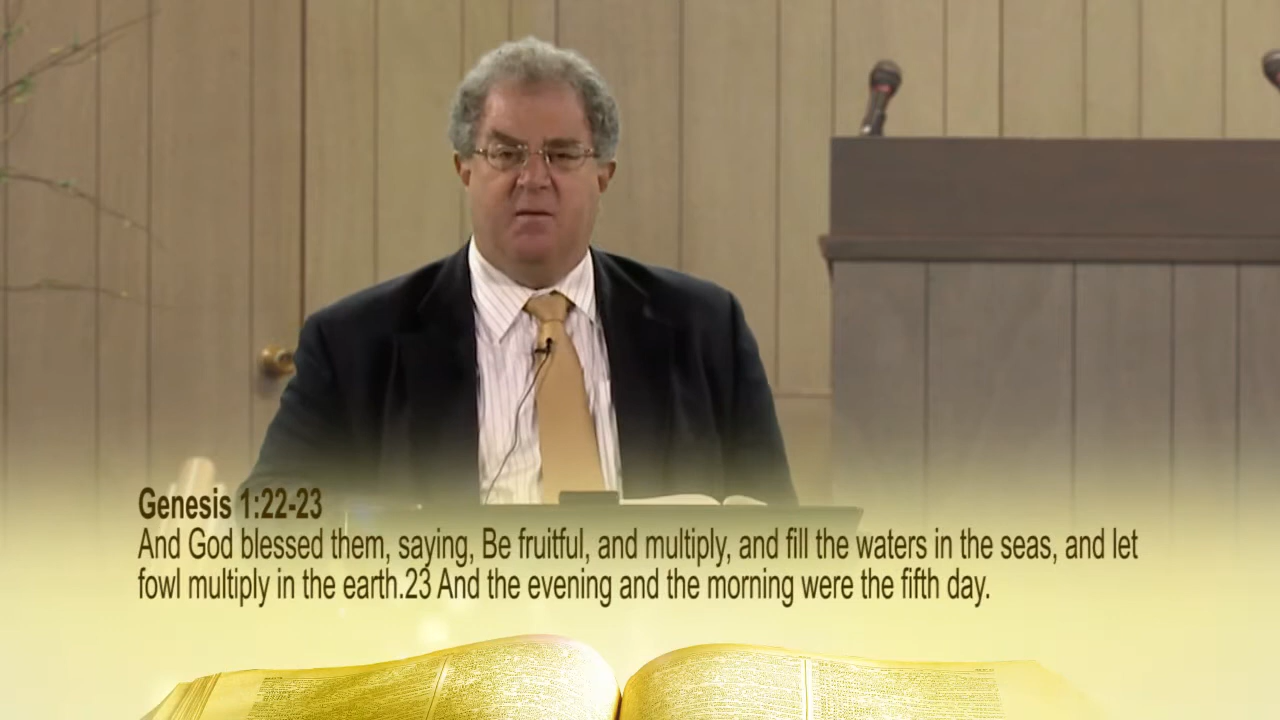 Genesis 1:22-23
And God blessed them, saying, Be fruitful, and multiply, and fill the waters in the seas, and let
fowl multiply in the earth.23 And the evening and the morning were the fifth day.